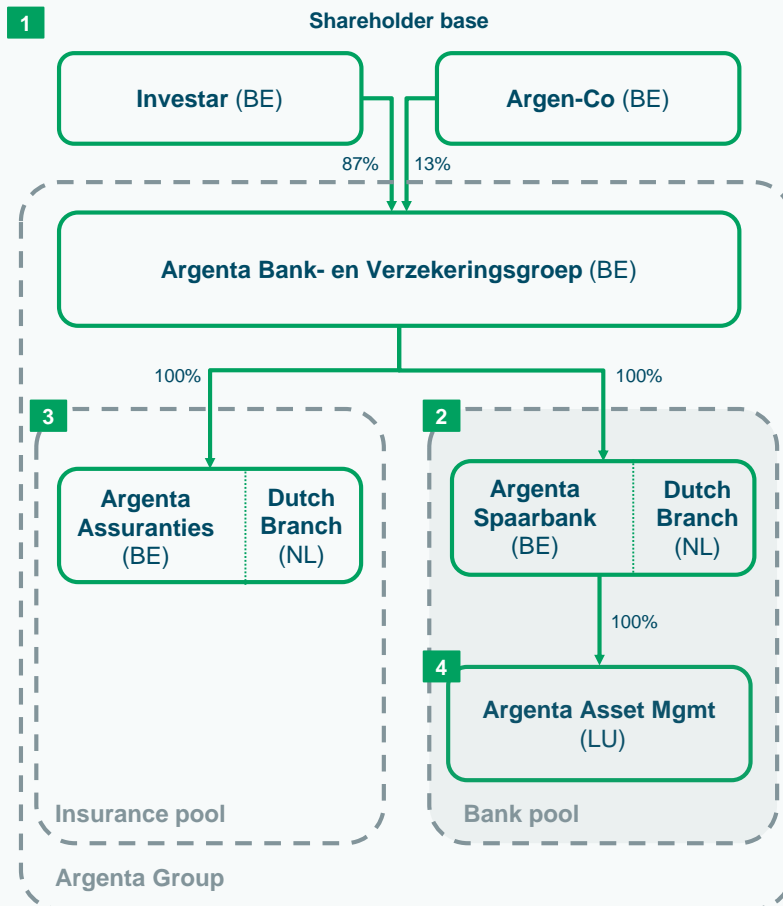 1
Shareholder base
Investar (BE)
Argen-Co (BE)
87%
13%
Argenta Bank- en Verzekeringsgroep (BE)
100%
100%
3
2
Argenta
Assuranties
(BE)
Dutch
Branch
(NL)
Argenta
Spaarbank
(BE)
Dutch
Branch
(NL)
100%
4
Argenta Asset Mgmt
(LU)
Insurance pool
Bank pool
Argenta Group